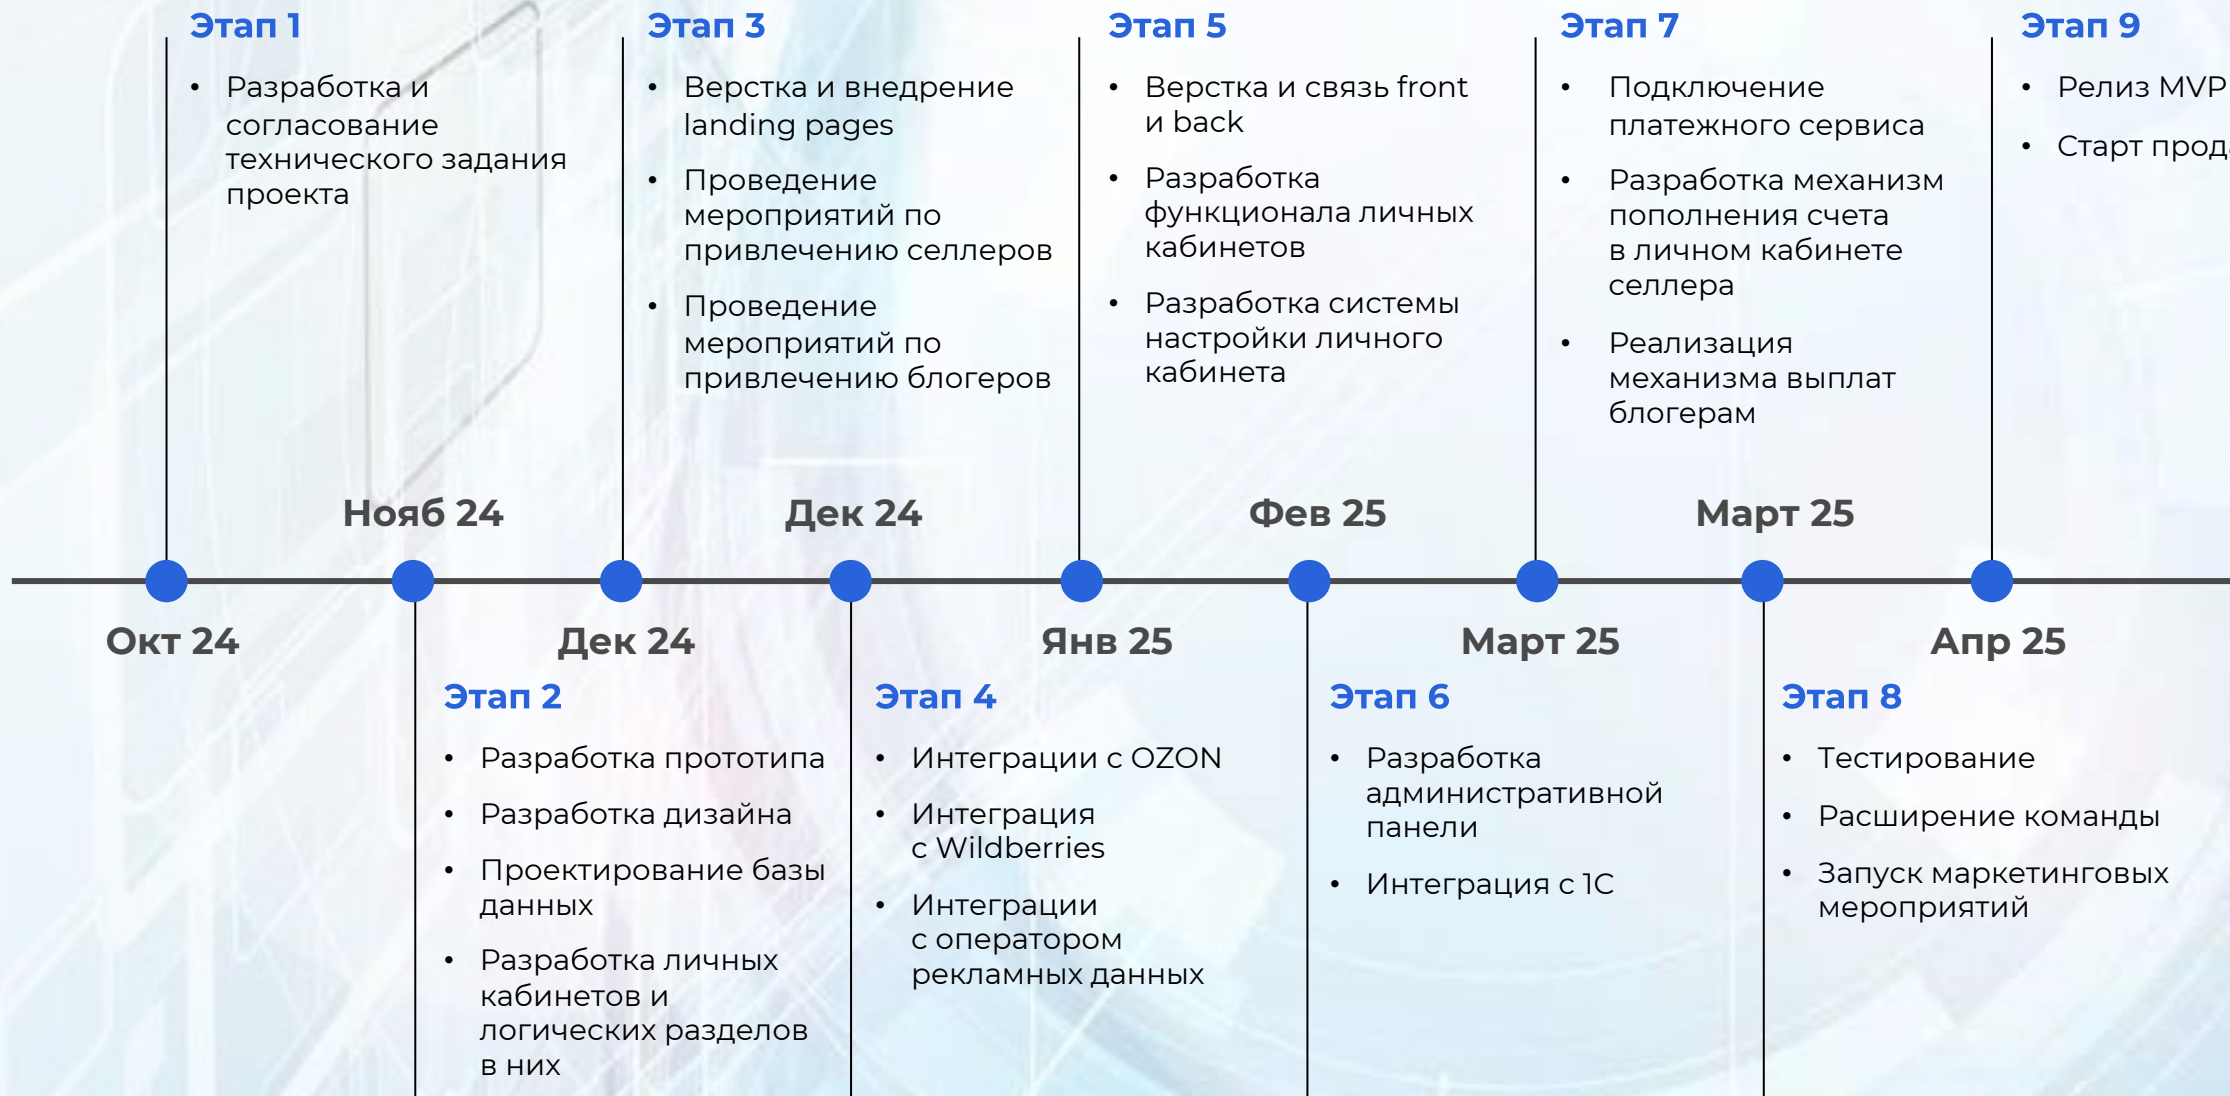 Этап 1
• Разработка и
согласование
технического задания
проекта
Этап 3
• Верстка и внедрение
landing pages
• Проведение
мероприятий по
привлечению селлеров
• Проведение
мероприятий по
привлечению блогеров
Этап 5
• Верстка и связь front
и back
• Разработка
функционала личных
кабинетов
• Разработка системы
настройки личного
кабинета
Этап 7
• Подключение
платежного сервиса
• Разработка механизм
пополнения счета
в личном кабинете
селлера
• Реализация
механизма выплат
блогерам
Этап 9
• Релиз MVP
• Старт
Нояб 24
Дек 24
Фев 25
Март 25
Окт 24
Дек 24
Янв 25
Март 25
Апр 25
Этап 2
• Разработка прототипа
• Разработка дизайна
• Проектирование базы
данных
• Разработка личных
кабинетов и
логических разделов
в них
Этап 4
• Интеграции с OZON
• Интеграция
с Wildberries
• Интеграции
с оператором
рекламных данных
Этап 6
• Разработка
административной
панели
• Интеграция с 1С
Этап 8
• Тестирование
• Расширение команды
• Запуск маркетинговых
мероприятий